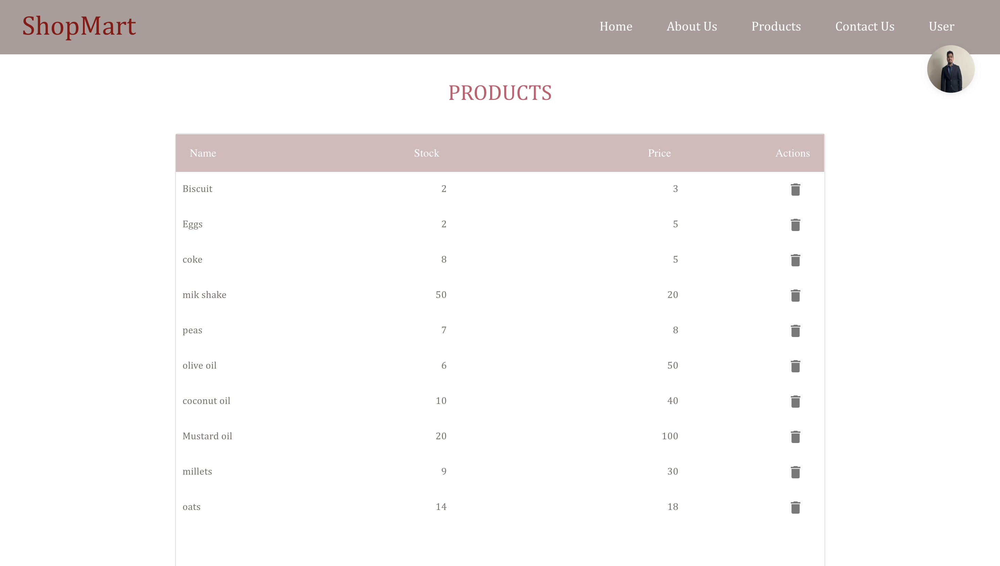 ShopMart
Home About Us Products Contact Us User
PRODUCTS
Name Stock Price Actions
Biscuit 2 3
Eggs 2 5
coke 8 5
mik shake 50 20
peas 7 8
olive oil 6 50
coconut oil 10 40
Mustard oil 20 100
millets 9 30
oats 14 18